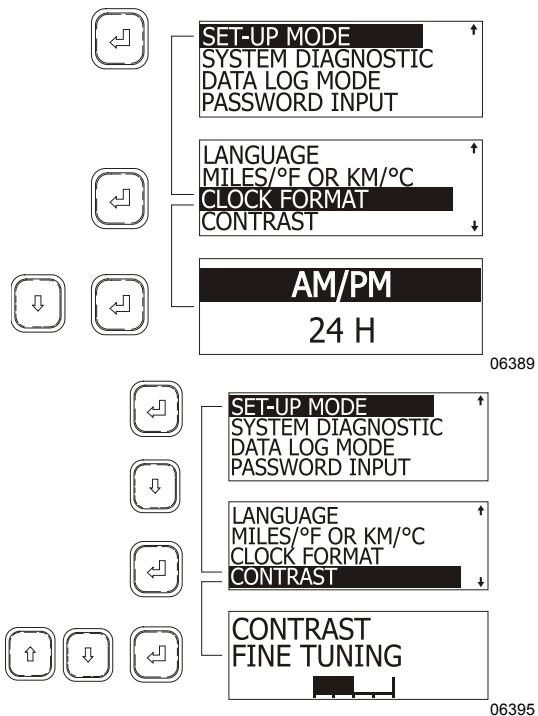 SET-UP MODE
SYSTEM DIAGNOSTIC
DATA LOG MODE
PASSWORD INPUT
LANGUAGE
MILES/°F OR KM/°C
CLOCK FORMAT
CONTRAST
AM/PM
24 H
06389
SET-UP MODE
SYSTEM DIAGNOSTIC
DATA LOG MODE
PASSWORD INPUT
LANGUAGE
MILES/°F OR KM/°C
CLOCK FORMAT
CONTRAST
CONTRAST
FINE TUNING
06395